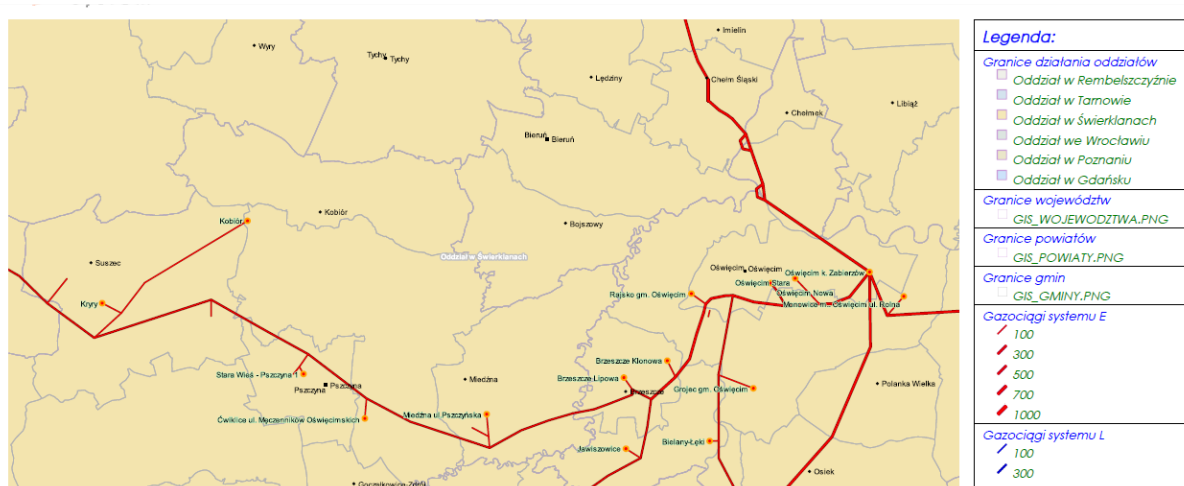 Imielin
Wyry
Tychy
Tychy
Lędziny
Chełm Śląski
Libiąż
Chełmek
Bieruń
Bieruń
Kobiór
Kobiór
Bojszowy
Oddział w Świerklanach
Suszec
Oświęcim
Oświęcim
Oświęcim k. Zabierzów
Oświęcim Stara
Oświęcim Nowa
Rajsko gm. Oświęcim
Monowice m. Oświęcim ul. Rolna
Kryry
Brzeszcze Klonowa
Stara Wieś - Pszczyna 1
Miedźna
Brzeszcze Lipowa
Pszczyna
Pszczyna
Brzeszcze
Grojec gm. Oświęcim
Polanka Wielka
Miedźna ul Pszczyńska
Ćwiklice ul. Męczenników Oświęcimskich
Jawiszowice
Bielany-Łęki
Osiek
Legenda:
Granice działania oddziałów
Oddział w Rembelszczyźnie
Oddział w Tarnowie
Oddział w Świerklanach
Oddział we Wrocławiu
Oddział w Poznaniu
Oddział w Gdańsku
Granice województw
GIS_WOJEWODZTWA.PNG
Granice powiatów
GIS_POWIATY.PNG
Granice gmin
GIS_GMINY.PNG
Gazociągi systemu E
100
300
500
700
1000
Gazociągi systemu L
100
300